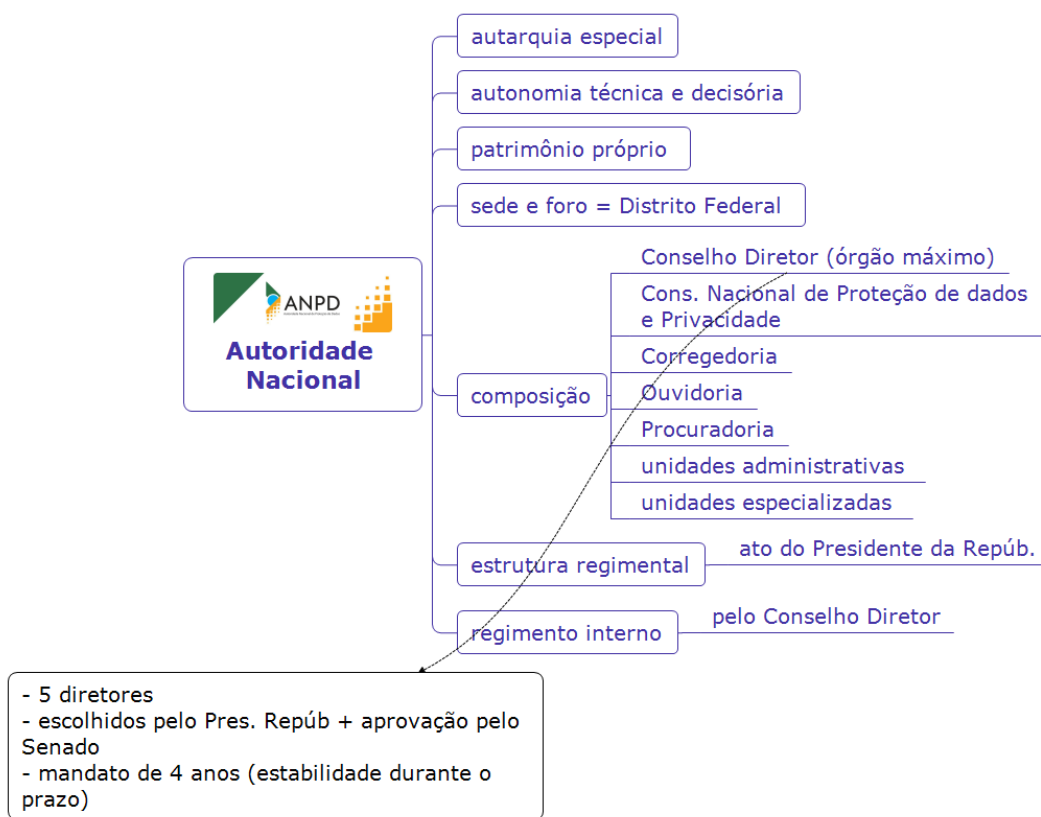 autarquia especial
autonomia técnica e decisória
patrimônio próprio
sede e foro = Distrito Federal
ANPD
Autoridade
Nacional
composição
Conselho Diretor (órgão máximo)
Cons. Nacional de Proteção de dados
e Privacidade
Corregedoria
Ouvidoria
Procuradoria
unidades administrativas
unidades especializadas
estrutura regimental
ato do Presidente da Repúb.
regimento interno
pelo Conselho Diretor
- 5 diretores
- escolhidos pelo Pres. Repúb + aprovação pelo
Senado
- mandato de 4 anos (estabilidade durante o
prazo)